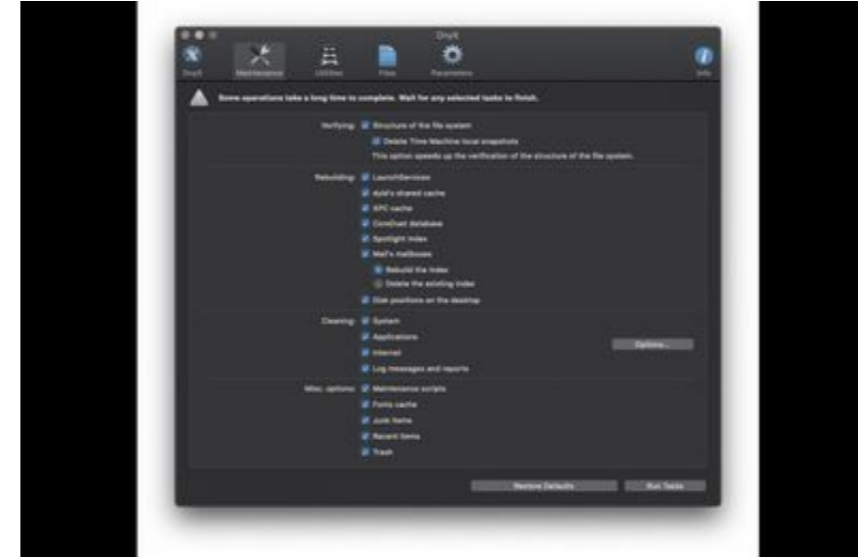 OnyX
OnyX Maintenance Utilities Files Parameters Info
Some operations take a long time to complete. Wait for any selected tasks to finish.
Verifying: Structure of the file system
Delete Time Machine local snapshots
This option speeds up the verification of the structure of the file system.
Rebuilding: LaunchServices
dyld's shared cache
XPC cache
CoreDuet database
Spotlight index
Mail's mailboxes
Rebuild the index
Delete the existing index
Disk positions on the desktop
Cleaning: System
Applications
Options...
Internet
Log messages and reports
Misc. options: Maintenance scripts
Fonts cache
Junk items
Recent items
Trash
Restore Defaults Run Tasks